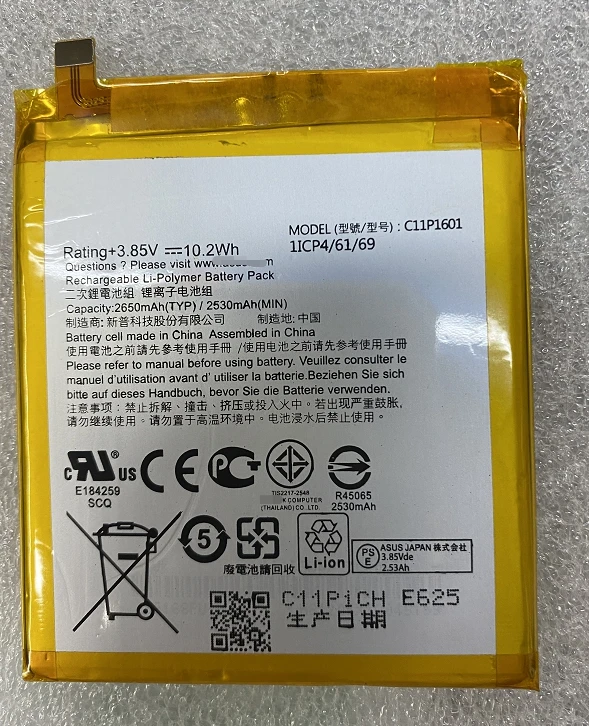 MODEL (型號/型号) : C11P1601
1ICP4/61/69
Rating+3.85V ⎓10.2Wh
Questions ? Please visit
Rechargeable Li-Polymer Battery Pack
二次鋰電池組 锂离子电池组
Capacity:2650mAh(TYP) / 2530mAh(MIN)
制造商: 新普科技股份有限公司 制造地: 中国
Battery cell made in China Assembled in China
使用電池之前請先參考使用手冊 /使用电池之前请先参考使用手册
Please refer to manual before using battery. Veuillez consulter le
manuel d'utilisation avant d' utiliser la batterie.Beziehen Sie sich
bitte auf dieses Handbuch, bevor Sie die Batterie verwenden.
注意事项: 禁止拆解、撞击、挤压或投入火中。若出现严重鼓胀,
请勿继续使用。请勿置于高温环境中。电池浸水后禁止使用。
c RU ® US CE PC
E184259
SCQ
TIS2217-2548
K COMPUTER
(THAILAND) CO.,LTD.
R45065
2530mAh
5
廢電池請回收
Li-ion
PS E
ASUS JAPAN 株式会社
3.85Vdc
2.53Ah
C11PiCH E625
生产日期